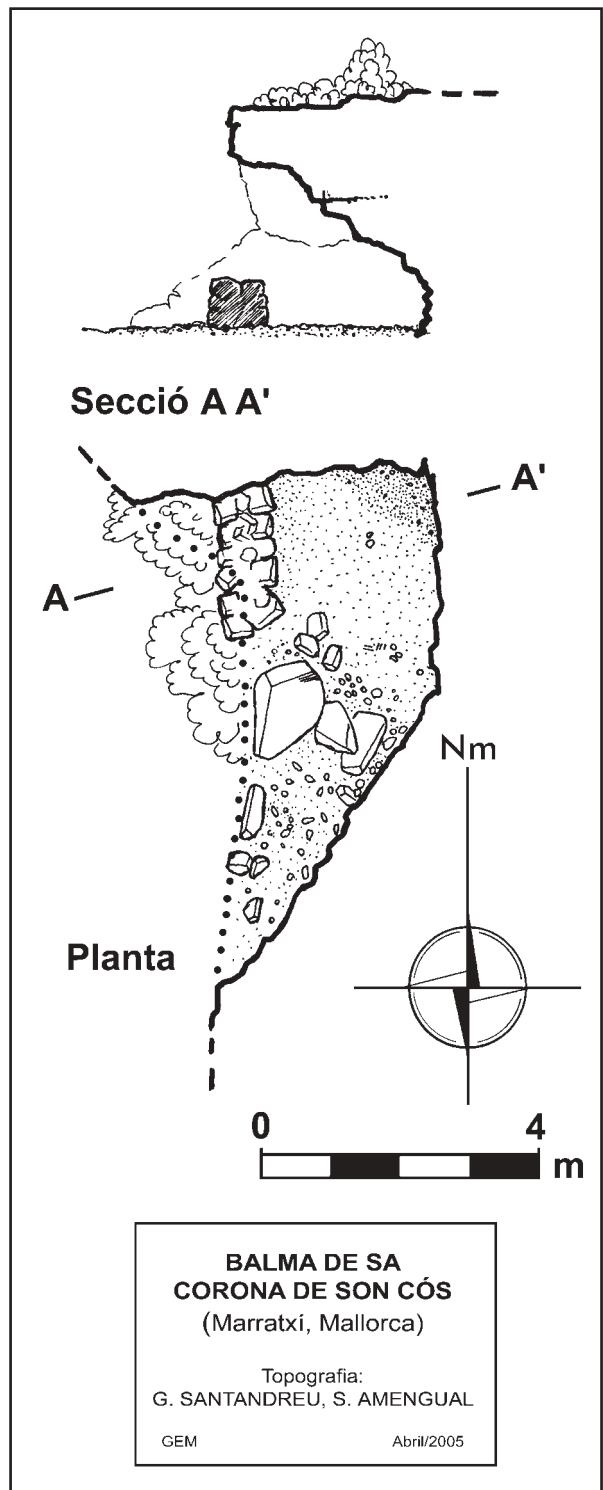 Secció A A'
A'
A
Nm
Planta
0 4
m
BALMA DE SA
CORONA DE SON CÓS
(Marratxí, Mallorca)
Topografia:
G. SANTANDREU, S. AMENGUAL
GEM Abril/2005